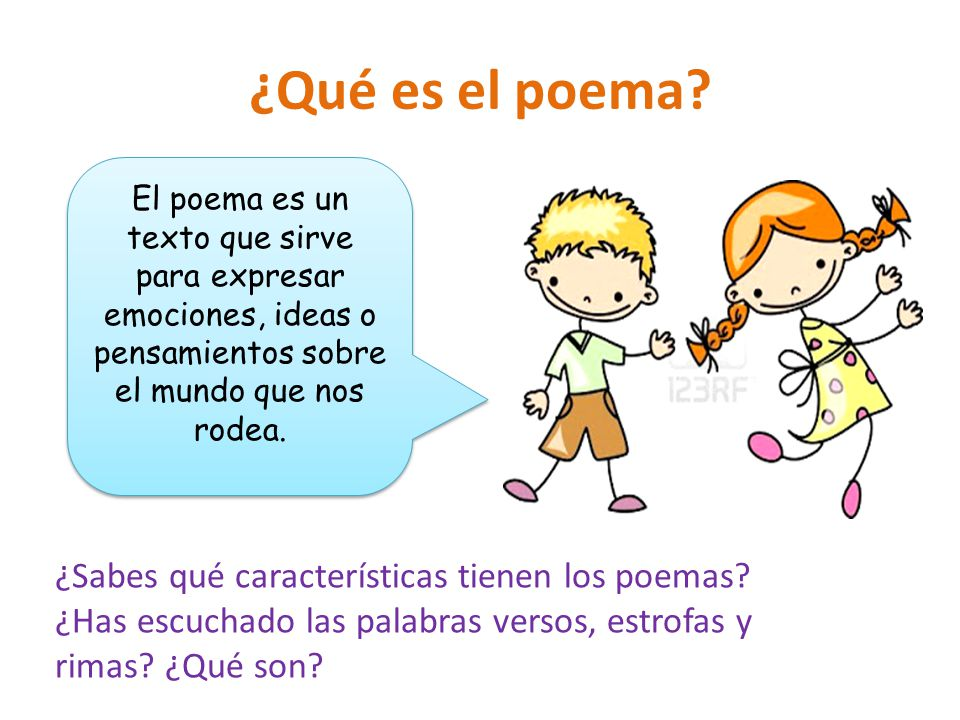 ¿Qué es el poema?
El poema es un
texto que sirve
para expresar
emociones, ideas o
pensamientos sobre
el mundo que nos
rodea.
123RF
¿Sabes qué características tienen los poemas?
¿Has escuchado las palabras versos, estrofas y
rimas? ¿Qué son?